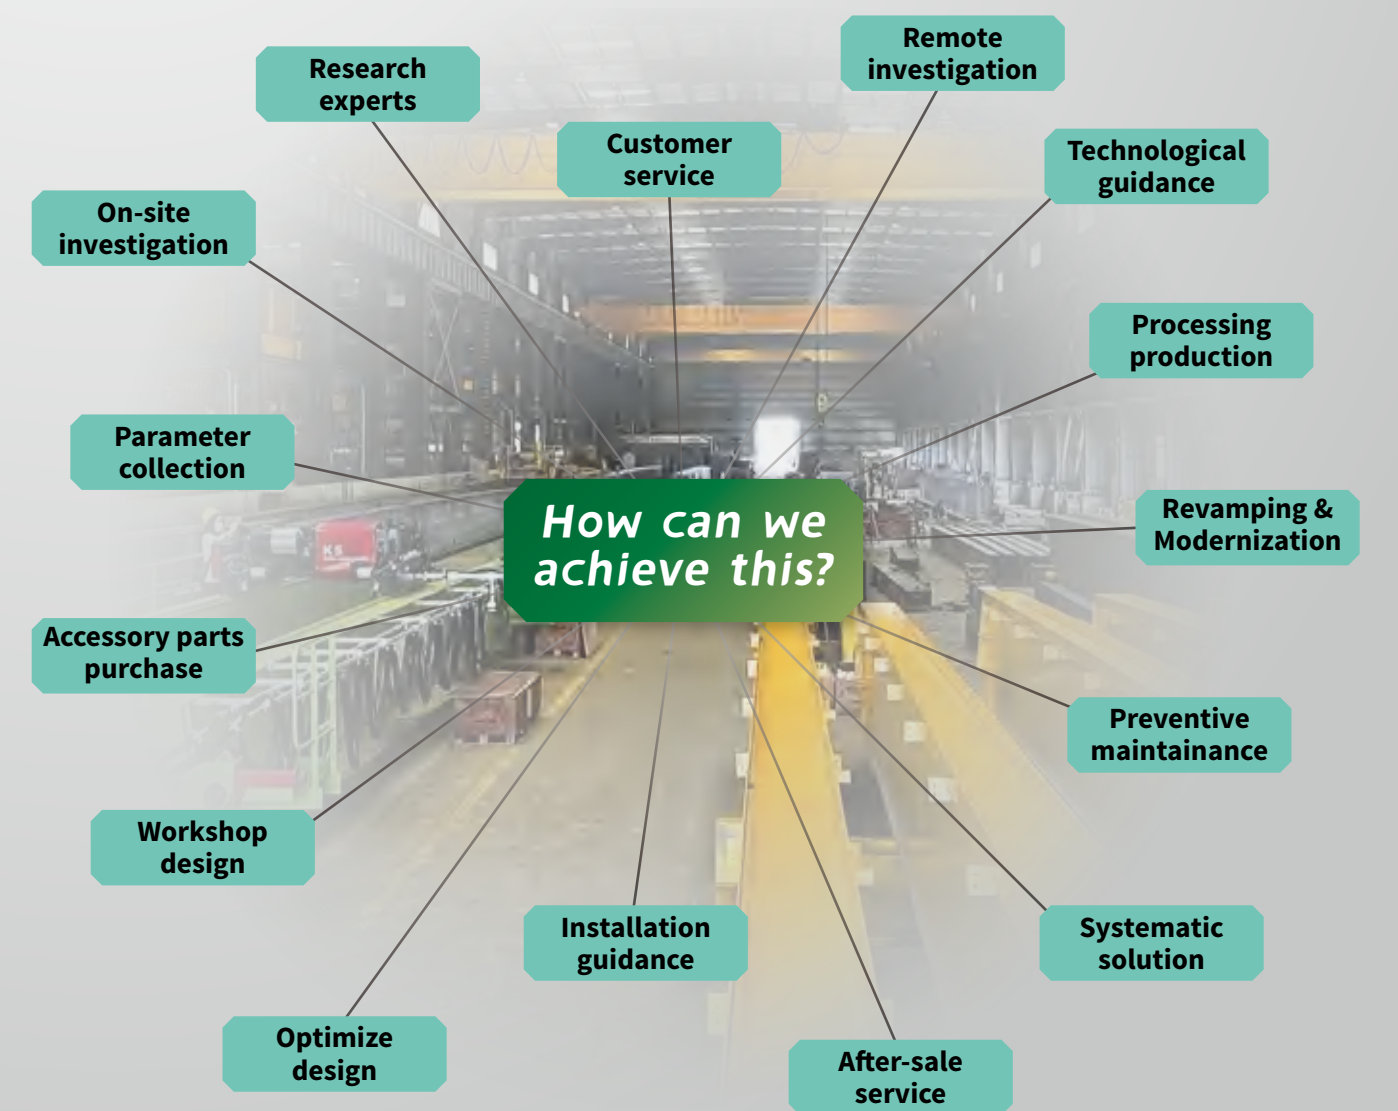 Remote
investigation
Research
experts
Customer
service
Technological
guidance
On-site
investigation
Processing
production
Parameter
collection
How can we
achieve this?
Revamping &
Modernization
KS
Accessory parts
purchase
Preventive
maintainance
Workshop
design
Installation
guidance
Systematic
solution
Optimize
design
After-sale
service